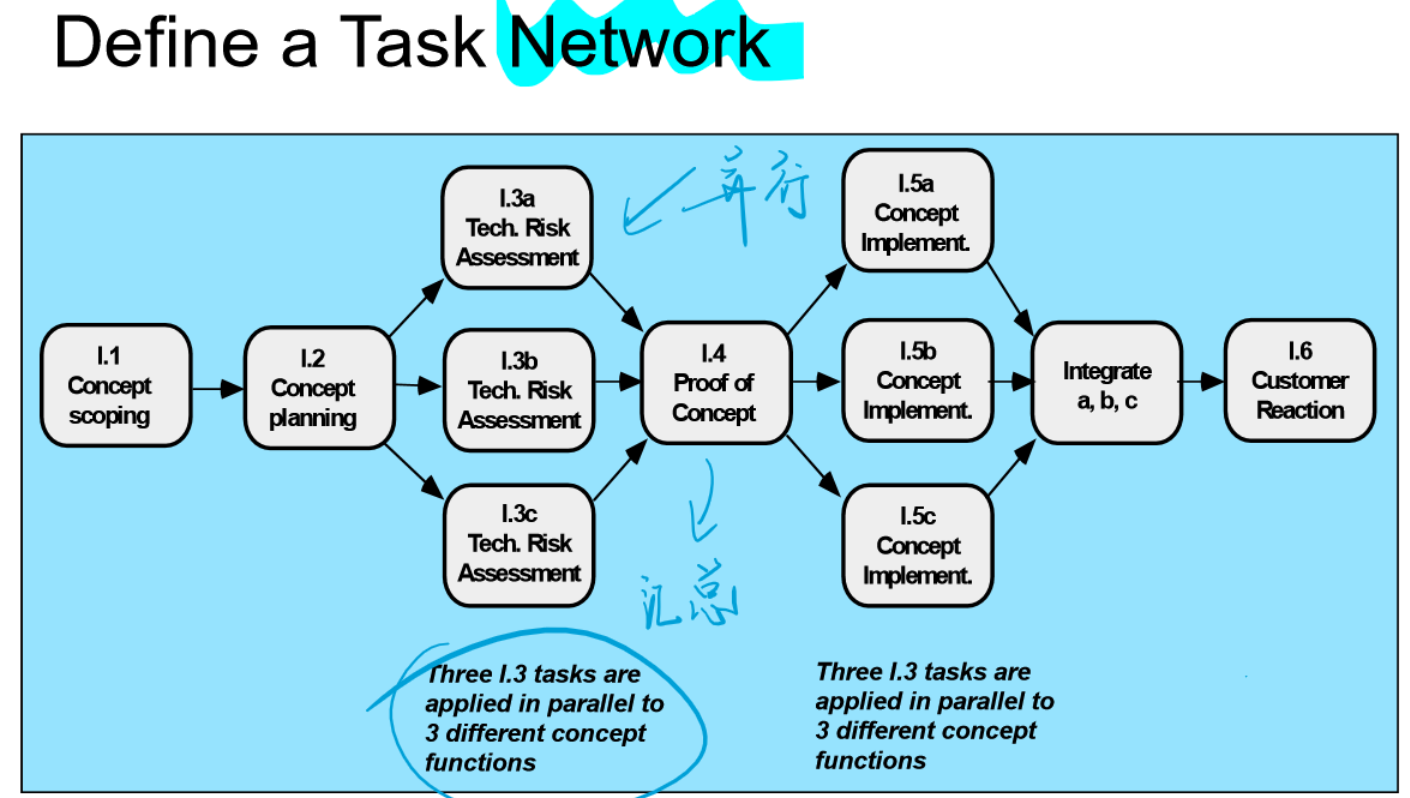 Define a Task Network
I.3a
Tech. Risk
Assessment
并行
I.5a
Concept
Implement.
I.1
Concept
scoping
I.2
Concept
planning
I.3b
Tech. Risk
Assessment
I.4
Proof of
Concept
I.5b
Concept
Implement.
Integrate
a, b, c
I.6
Customer
Reaction
I.3c
Tech. Risk
Assessment
汇总
I.5c
Concept
Implement.
Three I.3 tasks are
applied in parallel to
3 different concept
functions
Three I.3 tasks are
applied in parallel to
3 different concept
functions